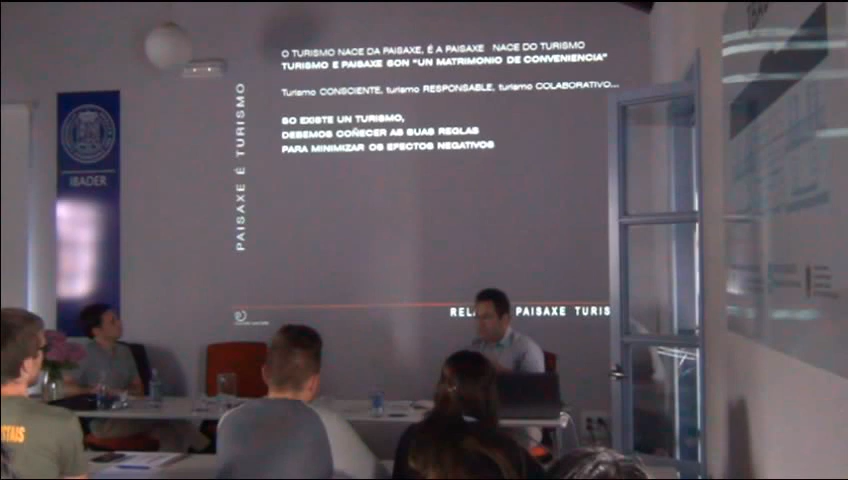 O TURISMO NACE DA PAISAXE, É A PAISAXE NACE DO TURISMO
TURISMO E PAISAXE SON "UN MATRIMONIO DE CONVENIENCIA"
Turismo CONSCIENTE, turismo RESPONSABLE, turismo COLABORATIVO...
SO EXISTE UN TURISMO,
DEBEMOS COÑECER AS SUAS REGLAS
PARA MINIMIZAR OS EFECTOS NEGATIVOS
PAISAXE É TURISMO
PAISAXE TURIS
IBADER